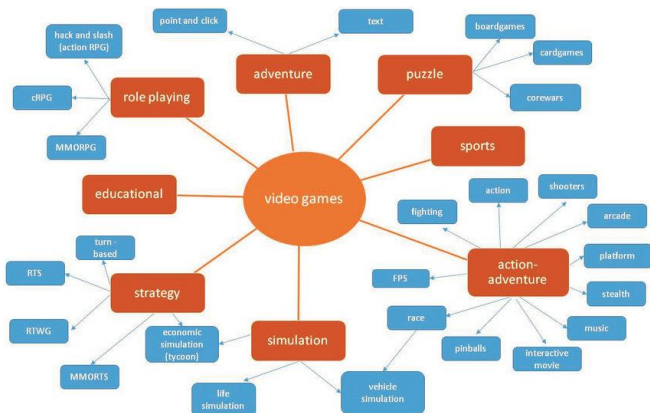 point and click
text
boardgames
hack and slash
(action RPG)
adventure
puzzle
cardgames
cRPG
role playing
corewars
MMORPG
sports
educational
video games
action
shooters
fighting
arcade
turn -
based
action-
adventure
platform
RTS
strategy
FPS
stealth
RTWG
economic
simulation
(tycoon)
simulation
race
music
pinballs
interactive
movie
MMORTS
life
simulation
vehicle
simulation